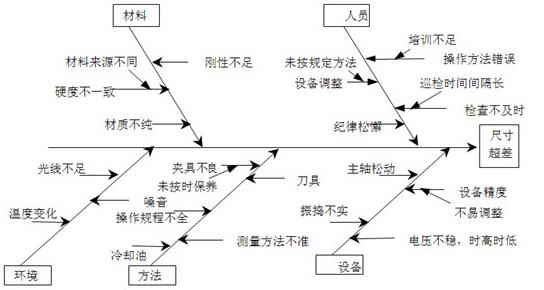 材料
人员
培训不足
操作方法错误
材料来源不同
刚性不足
未按规定方法
设备调整
巡检时间间隔长
硬度不一致
检查不及时
材质不纯
纪律松懈
尺寸
超差
光线不足
夹具不良
未按时保养
刀具
主轴松动
设备精度
不易调整
噪音
温度变化
操作规程不全
振捣不实
冷却油
测量方法不准
电压不稳，时高时低
环境
方法
设备